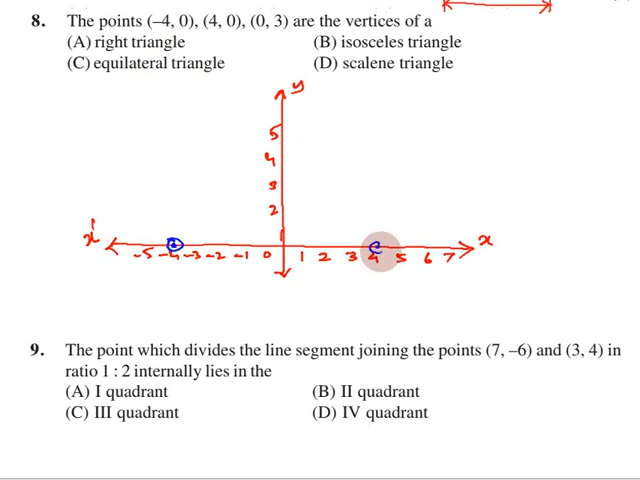 8. The points (–4, 0), (4, 0), (0, 3) are the vertices of a
(A) right triangle (B) isosceles triangle
(C) equilateral triangle (D) scalene triangle
y
5
4
3
2
1
x' x
-5 -4 -3 -2 -1 0 1 2 3 4 5 6 7
9. The point which divides the line segment joining the points (7, –6) and (3, 4) in
ratio 1 : 2 internally lies in the
(A) I quadrant (B) II quadrant
(C) III quadrant (D) IV quadrant